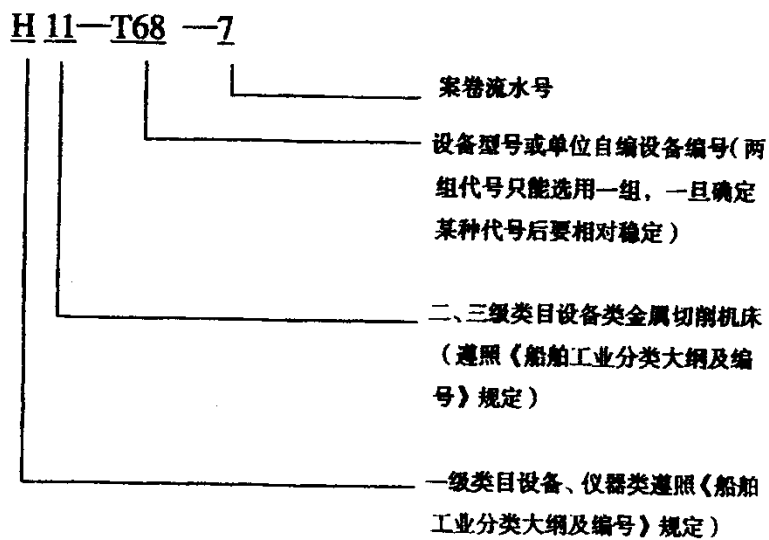 H 11—T68 —7
案卷流水号
设备型号或单位自编设备编号(两
组代号只能选用一组，一旦确定
某种代号后要相对稳定)
二、三级类目设备类金属切削机床
(遵照《船舶工业分类大纲及编
号》规定)
一级类目设备、仪器类遵照《船舶
工业分类大纲及编号》规定)